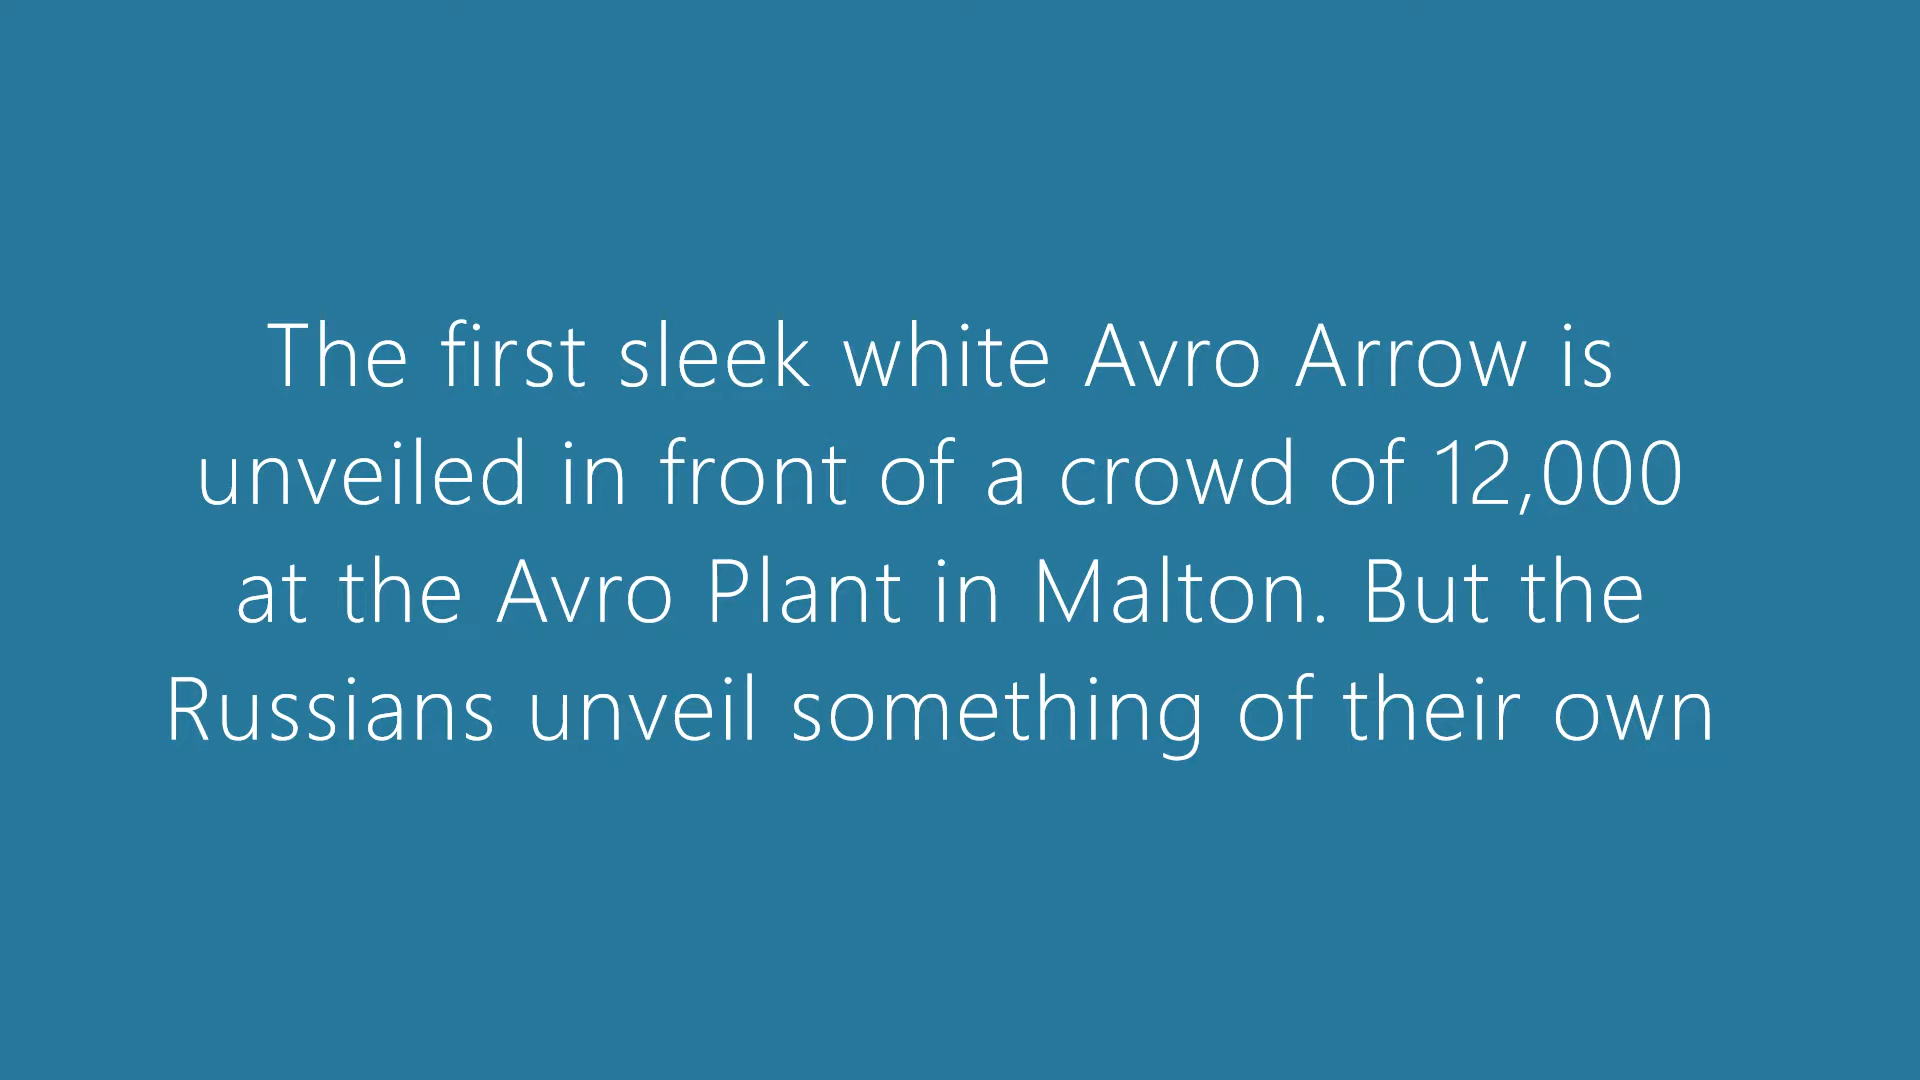 The first sleek white Avro Arrow is
unveiled in front of a crowd of 12,000
at the Avro Plant in Malton. But the
Russians unveil something of their own